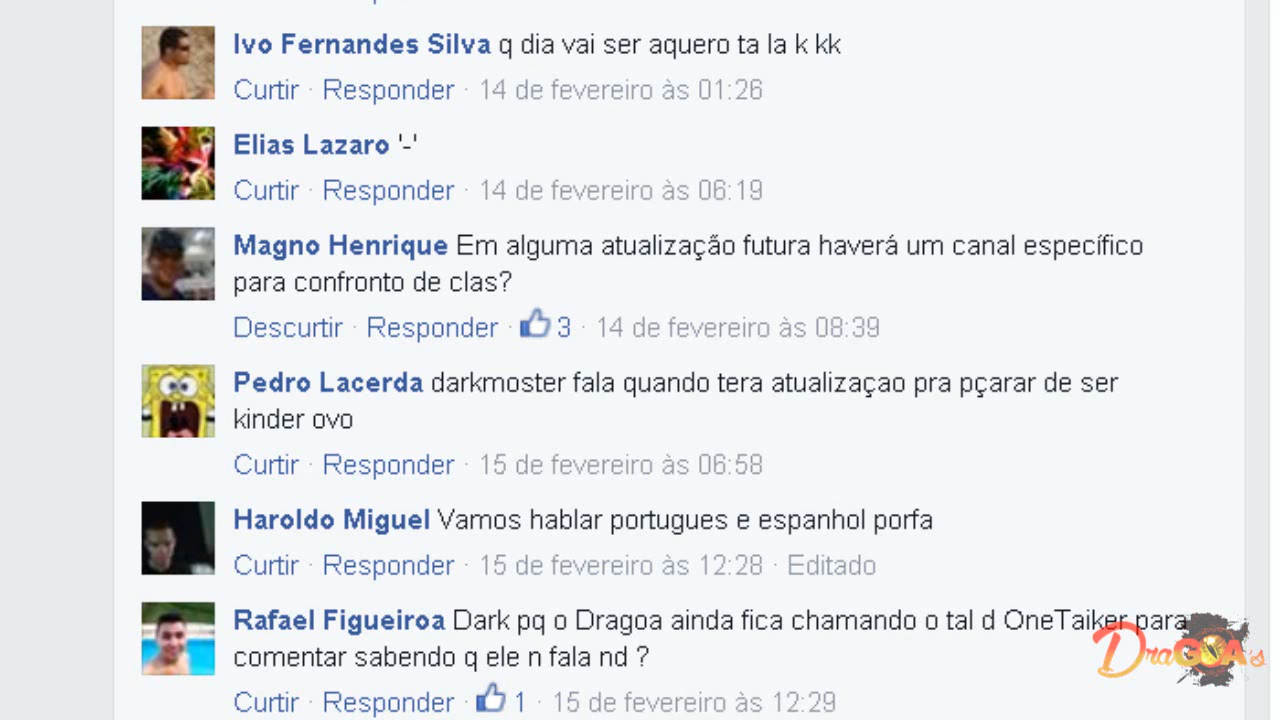 Ivo Fernandes Silva q dia vai ser aquero ta la k kk
Curtir · Responder · 14 de fevereiro às 01:26
Elias Lazaro '-'
Curtir · Responder · 14 de fevereiro às 06:19
Magno Henrique Em alguma atualização futura haverá um canal específico
para confronto de clas?
Descurtir · Responder · 3 · 14 de fevereiro às 08:39
Pedro Lacerda darkmoster fala quando tera atualizaçao pra pçarar de ser
kinder ovo
Curtir · Responder · 15 de fevereiro às 06:58
Haroldo Miguel Vamos hablar portugues e espanhol porfa
Curtir · Responder · 15 de fevereiro às 12:28 · Editado
Rafael Figueiroa Dark pq o Dragoa ainda fica chamando o tal d OneTaiker para
comentar sabendo q ele n fala nd ?
Curtir · Responder · 1 · 15 de fevereiro às 12:29
DraGOA's